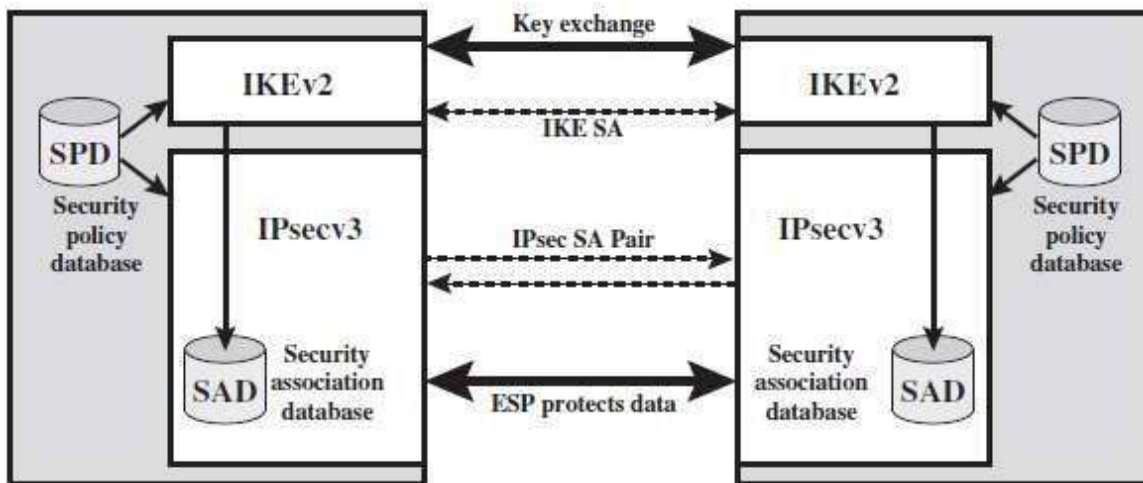 Key exchange
IKEv2
IKEv2
IKE SA
SPD
SPD
Security
policy
database
Security
policy
database
IPsecv3
IPsecv3
IPsec SA Pair
SAD
Security
association
database
Security
association
database
SAD
ESP protects data